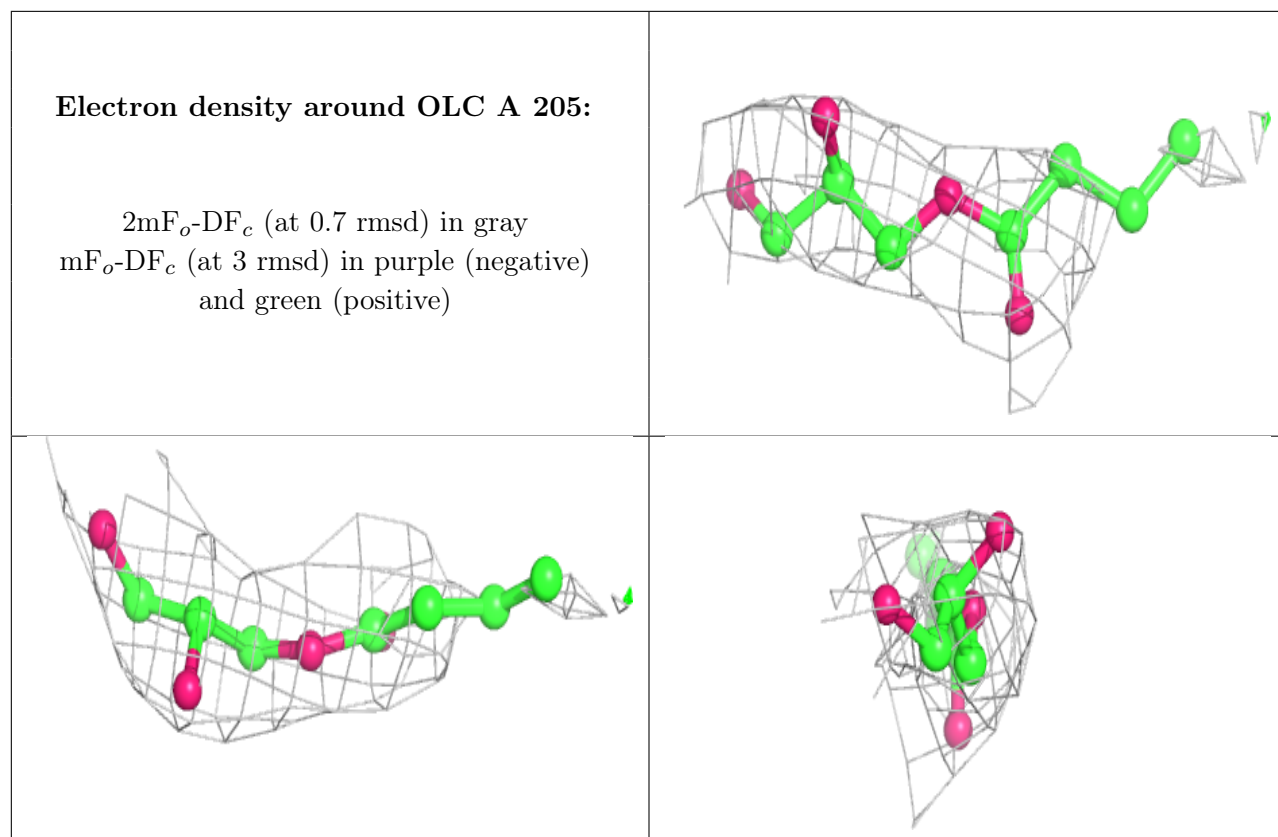 Electron density around OLC A 205:
2mFo-DFc (at 0.7 rmsd) in gray
mFo-DFc (at 3 rmsd) in purple (negative)
and green (positive)